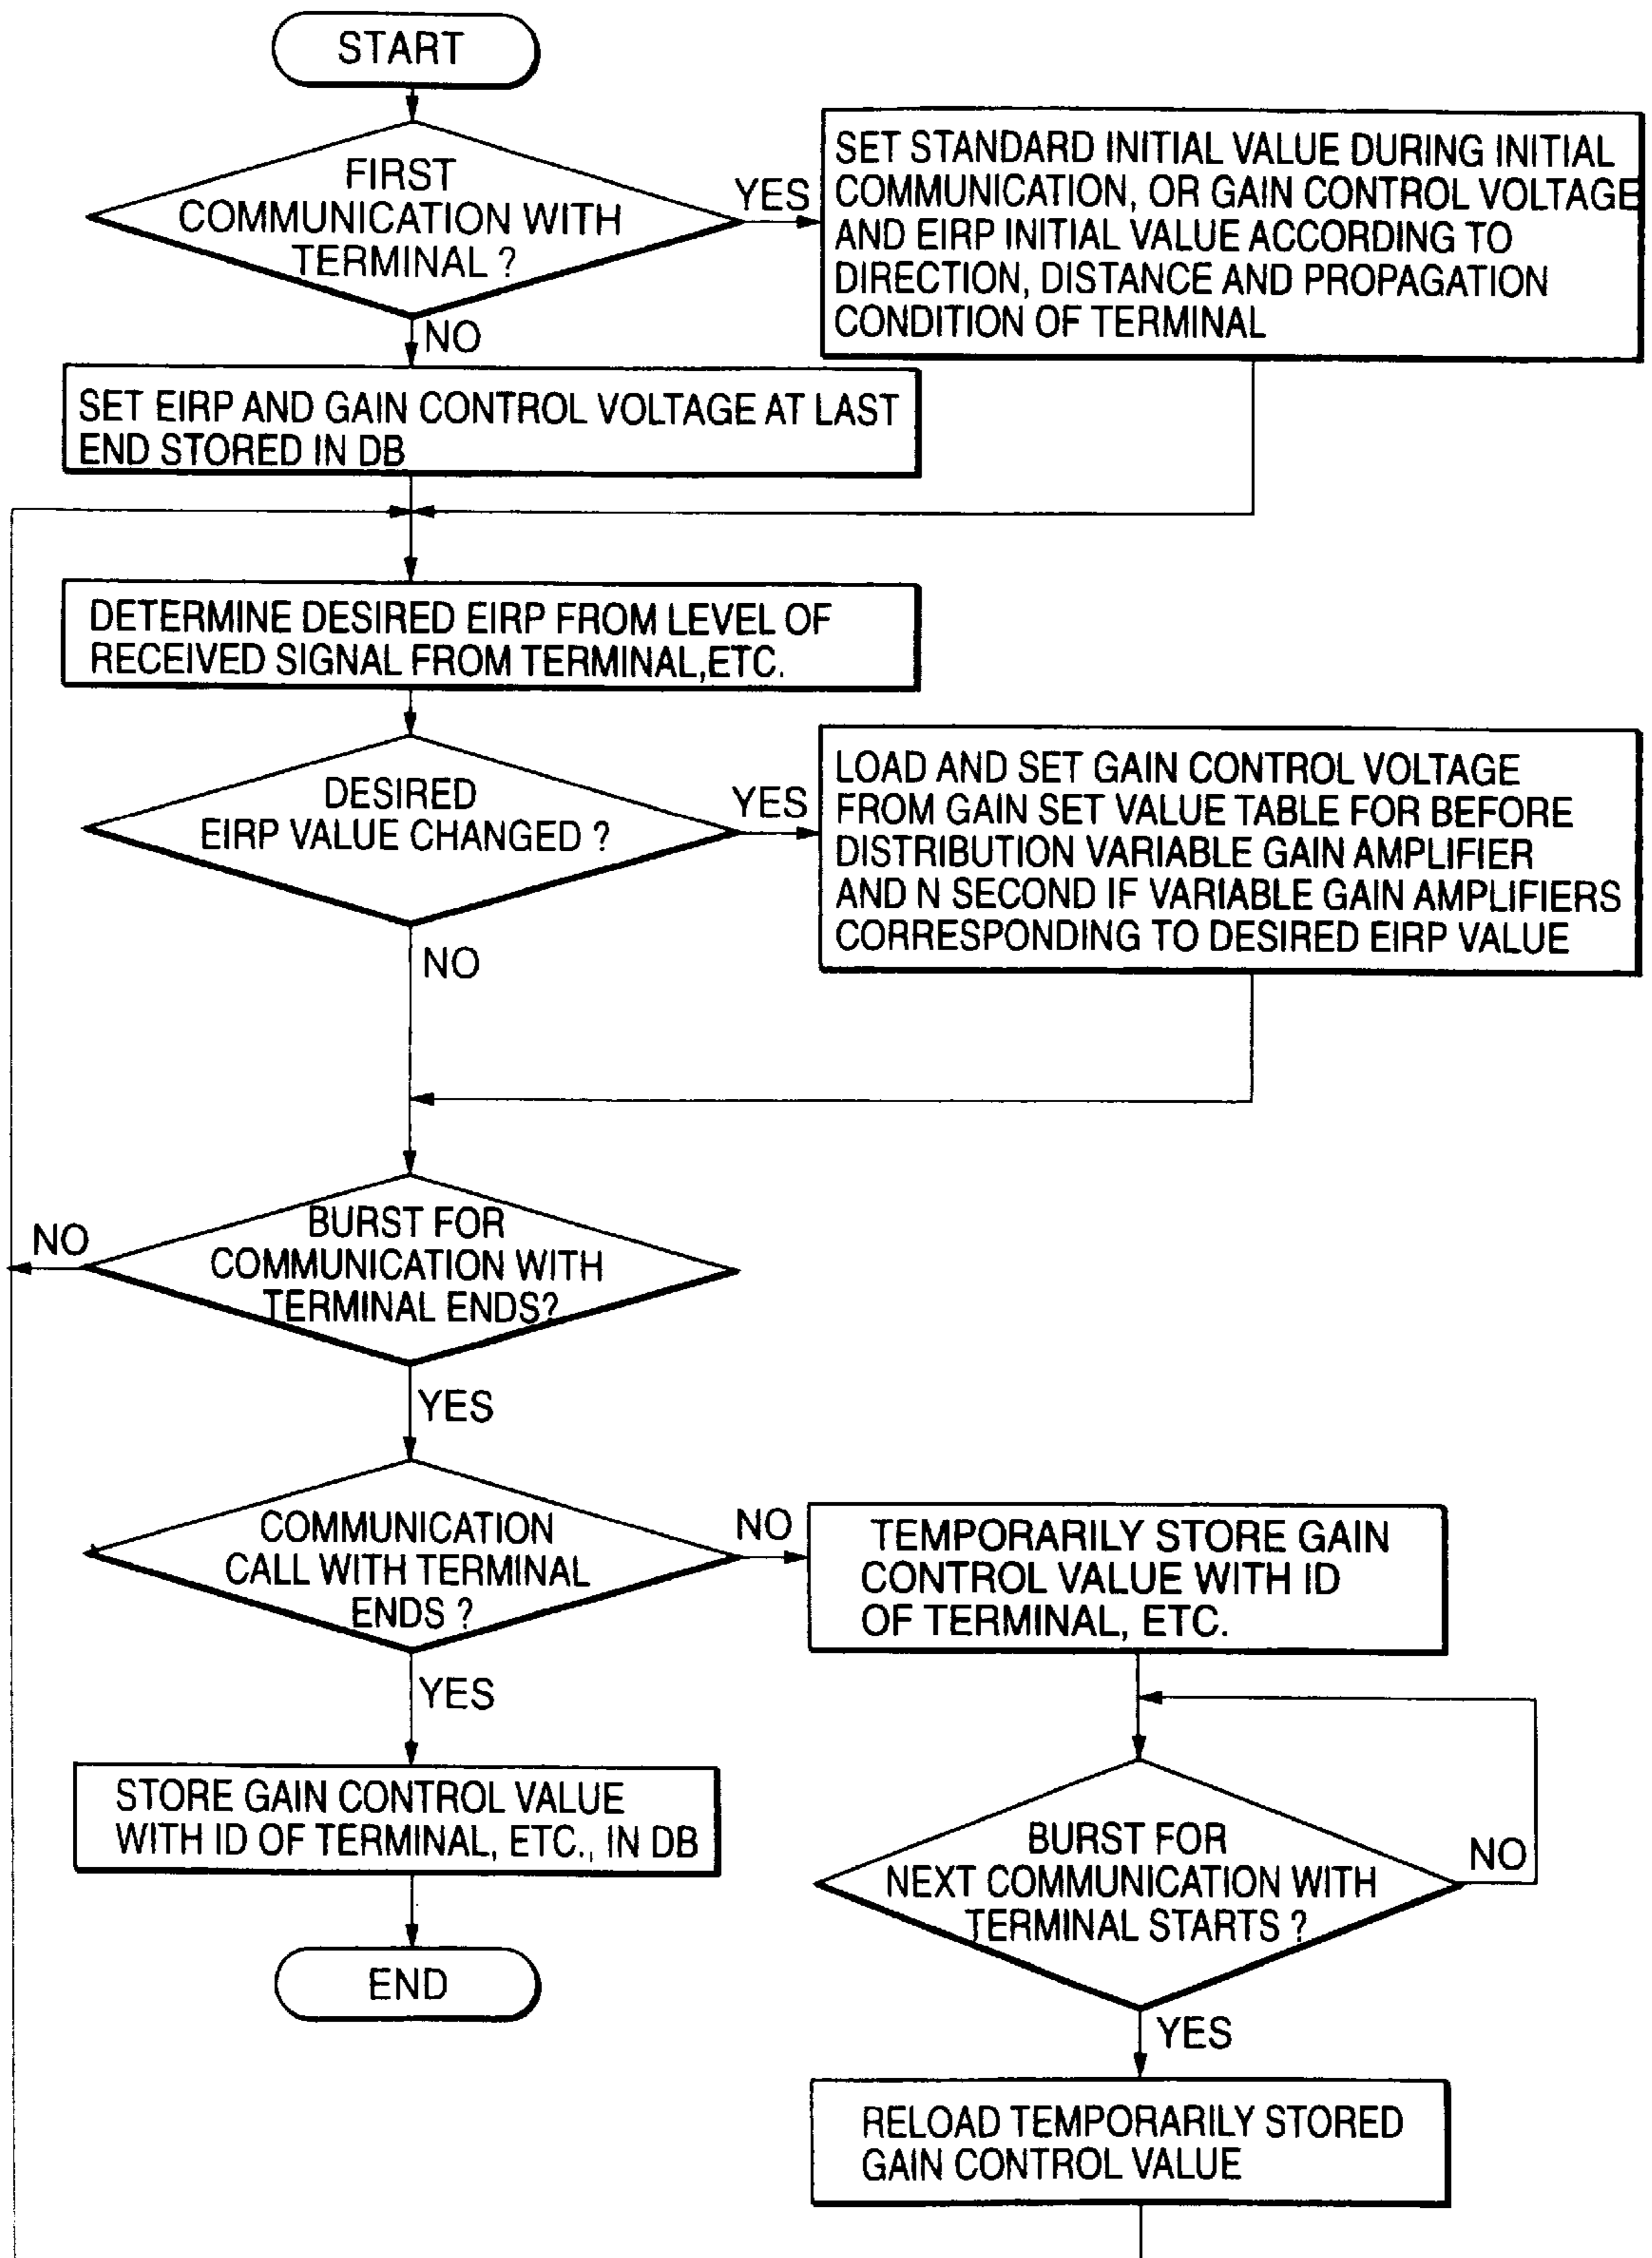 START
FIRST
COMMUNICATION WITH
TERMINAL ?
YES
SET STANDARD INITIAL VALUE DURING INITIAL
COMMUNICATION, OR GAIN CONTROL VOLTAGE
AND EIRP INITIAL VALUE ACCORDING TO
DIRECTION, DISTANCE AND PROPAGATION
CONDITION OF TERMINAL
NO
SET EIRP AND GAIN CONTROL VOLTAGE AT LAST
END STORED IN DB
DETERMINE DESIRED EIRP FROM LEVEL OF
RECEIVED SIGNAL FROM TERMINAL,ETC.
DESIRED
EIRP VALUE CHANGED ?
YES
LOAD AND SET GAIN CONTROL VOLTAGE
FROM GAIN SET VALUE TABLE FOR BEFORE
DISTRIBUTION VARIABLE GAIN AMPLIFIER
AND N SECOND IF VARIABLE GAIN AMPLIFIERS
CORRESPONDING TO DESIRED EIRP VALUE
NO
BURST FOR
COMMUNICATION WITH
TERMINAL ENDS?
NO
YES
COMMUNICATION
CALL WITH TERMINAL
ENDS ?
NO
TEMPORARILY STORE GAIN
CONTROL VALUE WITH ID
OF TERMINAL, ETC.
YES
STORE GAIN CONTROL VALUE
WITH ID OF TERMINAL, ETC., IN DB
END
BURST FOR
NEXT COMMUNICATION WITH
TERMINAL STARTS ?
NO
YES
RELOAD TEMPORARILY STORED
GAIN CONTROL VALUE